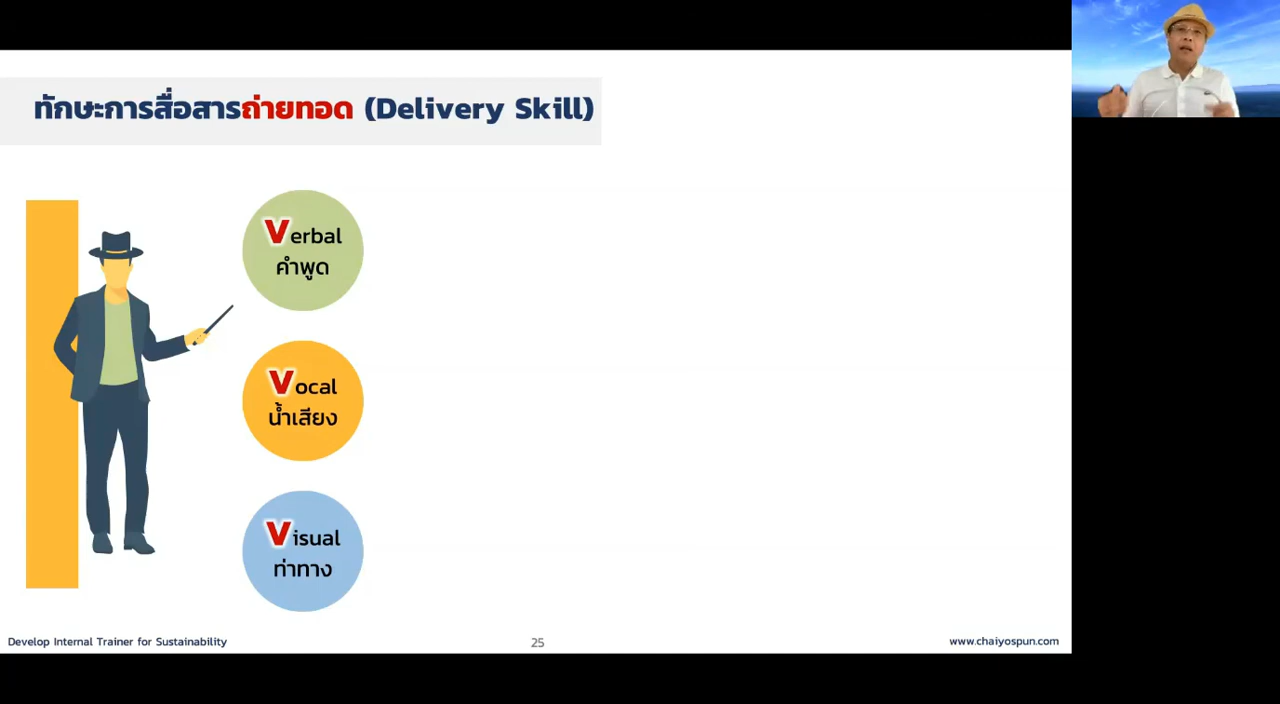 ทักษะการสื่อสารถ่ายทอด (Delivery Skill)
Verbal
คำพูด
Vocal
น้ำเสียง
Visual
ท่าทาง
Develop Internal Trainer for Sustainability
25
www.chaiyospun.com